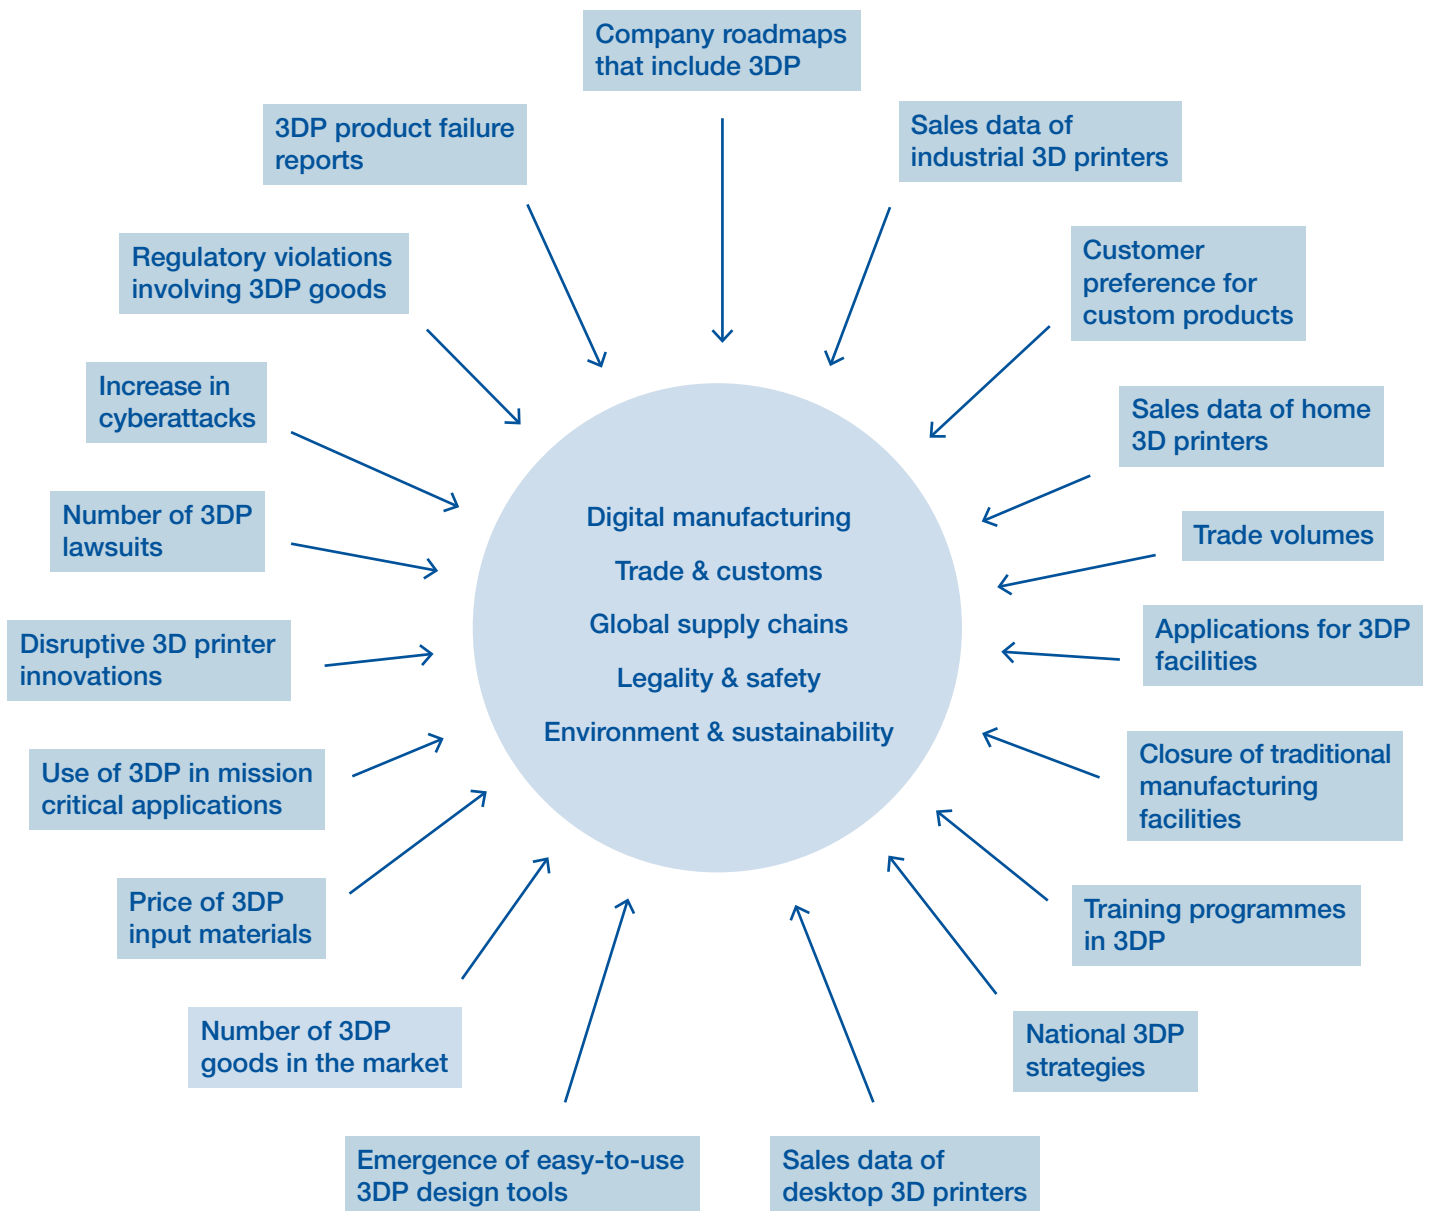 Company roadmaps
that include 3DP
Sales data of
industrial 3D printers
Customer
preference for
custom products
Sales data of home
3D printers
Trade volumes
Applications for 3DP
facilities
Closure of traditional
manufacturing
facilities
Training programmes
in 3DP
National 3DP
strategies
Sales data of
desktop 3D printers
Emergence of easy-to-use
3DP design tools
Number of 3DP
goods in the market
Price of 3DP
input materials
Use of 3DP in mission
critical applications
Disruptive 3D printer
innovations
Number of 3DP
lawsuits
Increase in
cyberattacks
Regulatory violations
involving 3DP goods
3DP product failure
reports
Digital manufacturing
Trade & customs
Global supply chains
Legality & safety
Environment & sustainability